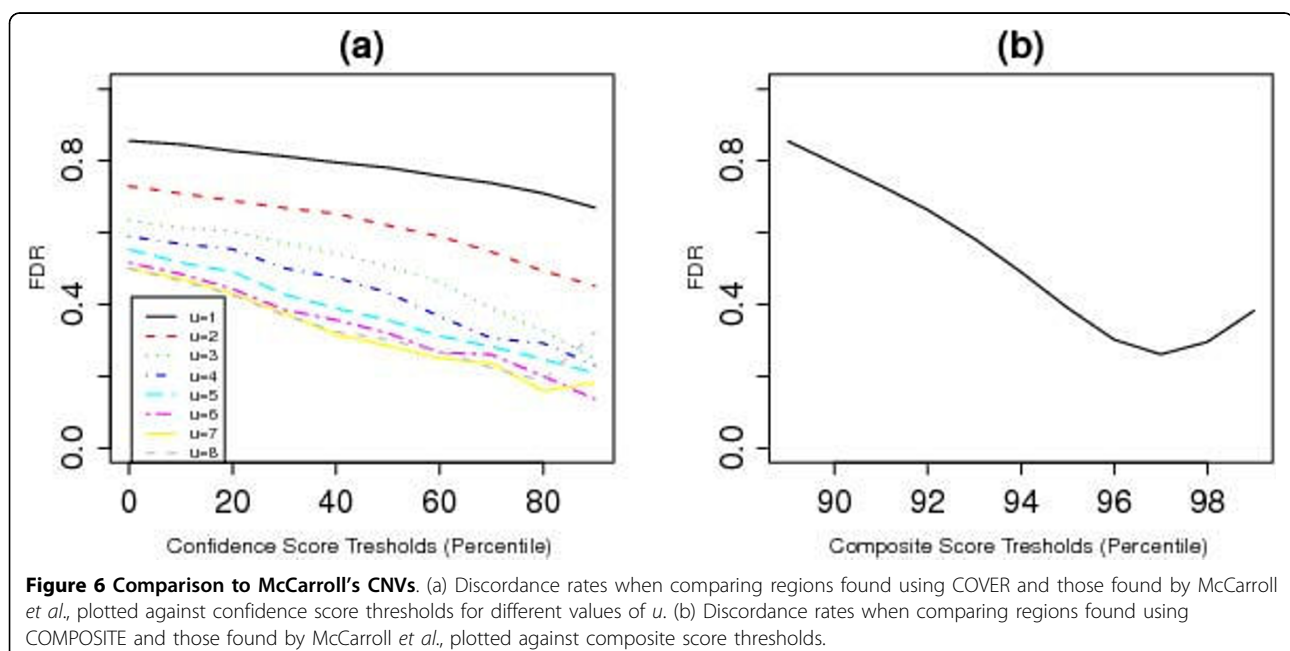 (a)
FDR
0.8
0.4
0.0
u=1
u=2
u=3
u=4
u=5
u=6
u=7
u=8
0 20 40 60 80
Confidence Score Tresholds (Percentile)
(b)
FDR
0.8
0.4
0.0
90 92 94 96 98
Composite Score Tresholds (Percentile)
Figure 6 Comparison to McCarroll's CNVs. (a) Discordance rates when comparing regions found using COVER and those found by McCarroll
et al., plotted against confidence score thresholds for different values of u. (b) Discordance rates when comparing regions found using
COMPOSITE and those found by McCarroll et al., plotted against composite score thresholds.